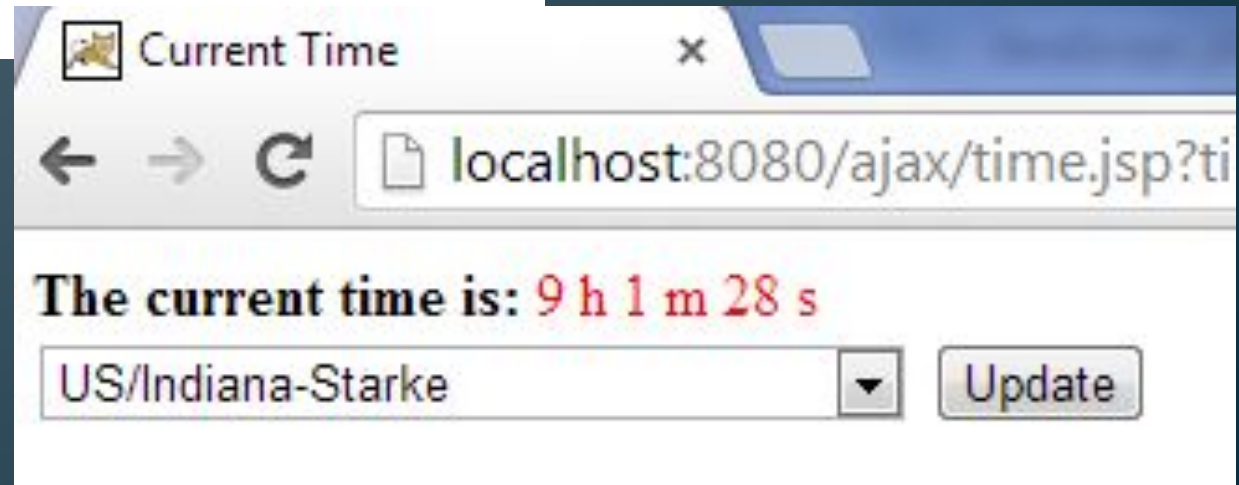 Current Time
localhost:8080/ajax/time.jsp?ti
The current time is: 9 h 1 m 28 s
US/Indiana-Starke
Update